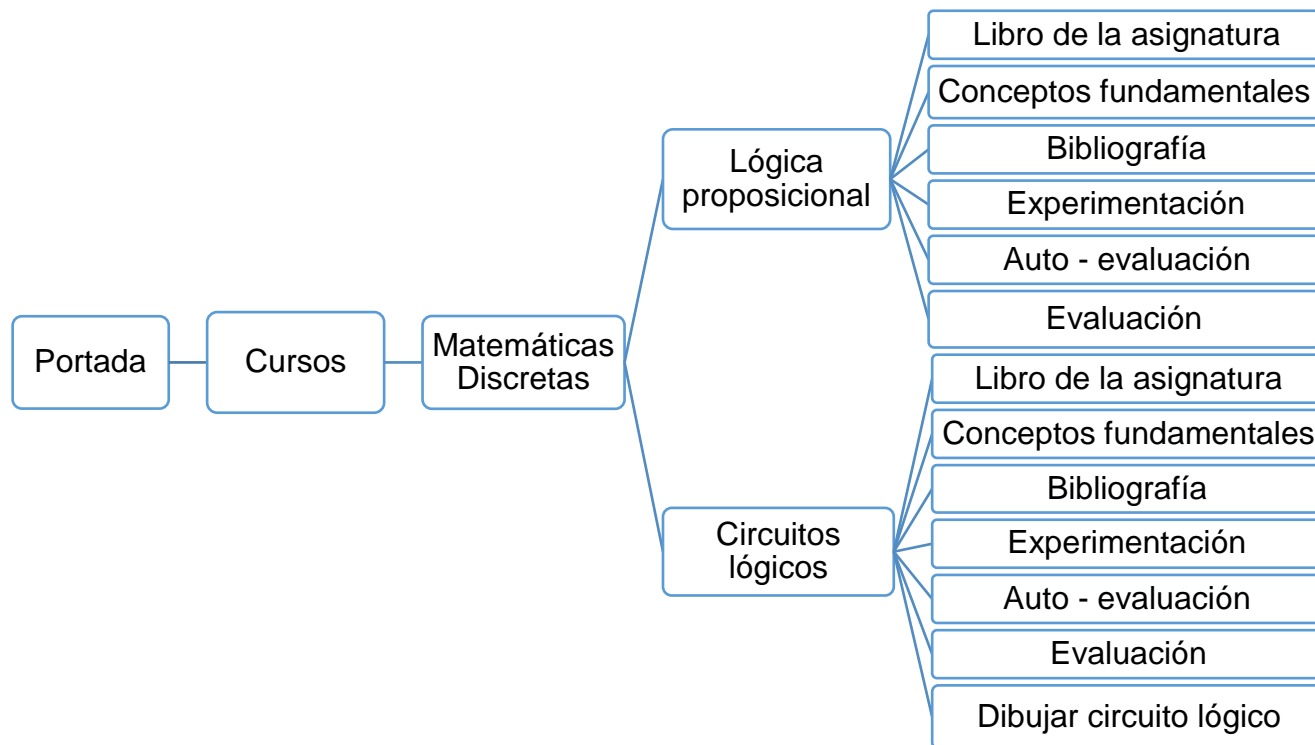 Portada
Cursos
Matemáticas
Discretas
Lógica
proposicional
Libro de la asignatura
Conceptos fundamentales
Bibliografía
Experimentación
Auto - evaluación
Evaluación
Circuitos
lógicos
Libro de la asignatura
Conceptos fundamentales
Bibliografía
Experimentación
Auto - evaluación
Evaluación
Dibujar circuito lógico